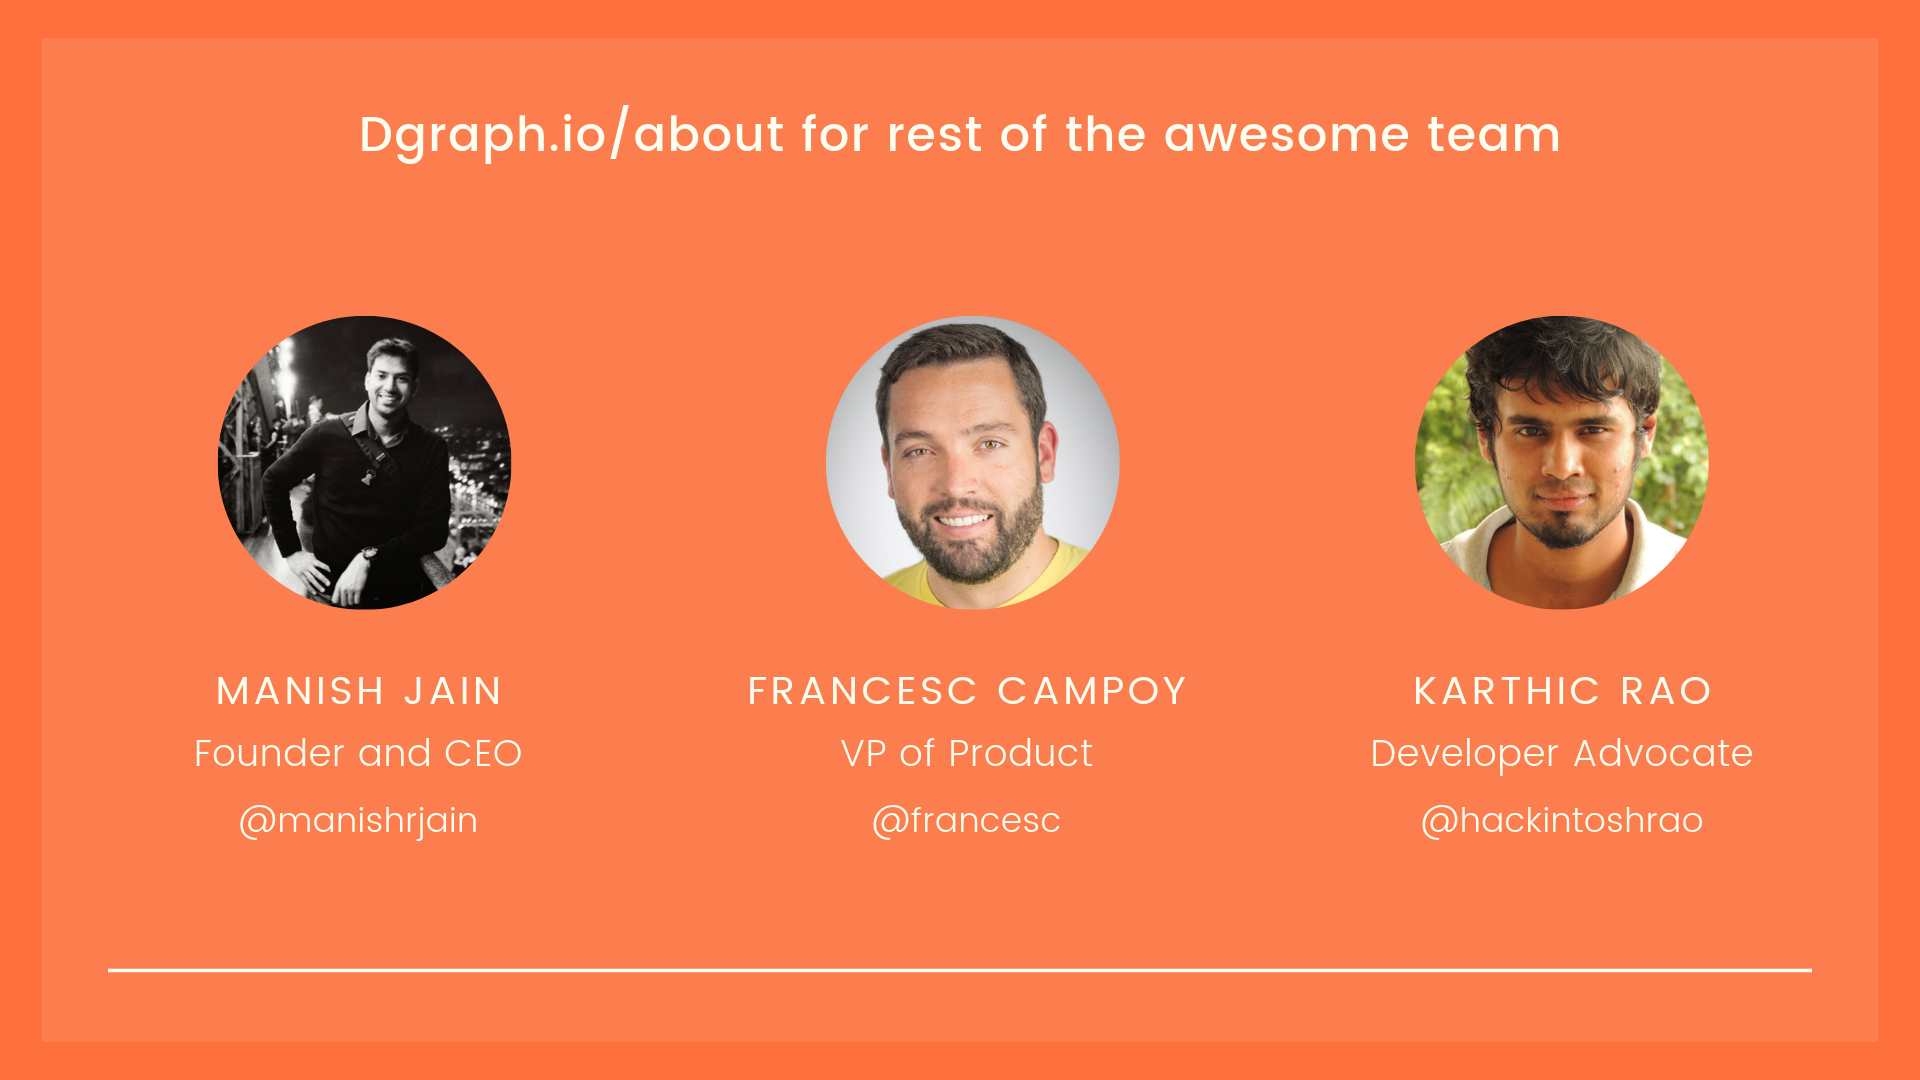 Dgraph.io/about for rest of the awesome team
MANISH JAIN
Founder and CEO
@manishrjain
FRANCESC CAMPOY
VP of Product
@francesc
KARTHIC RAO
Developer Advocate
@hackintoshrao